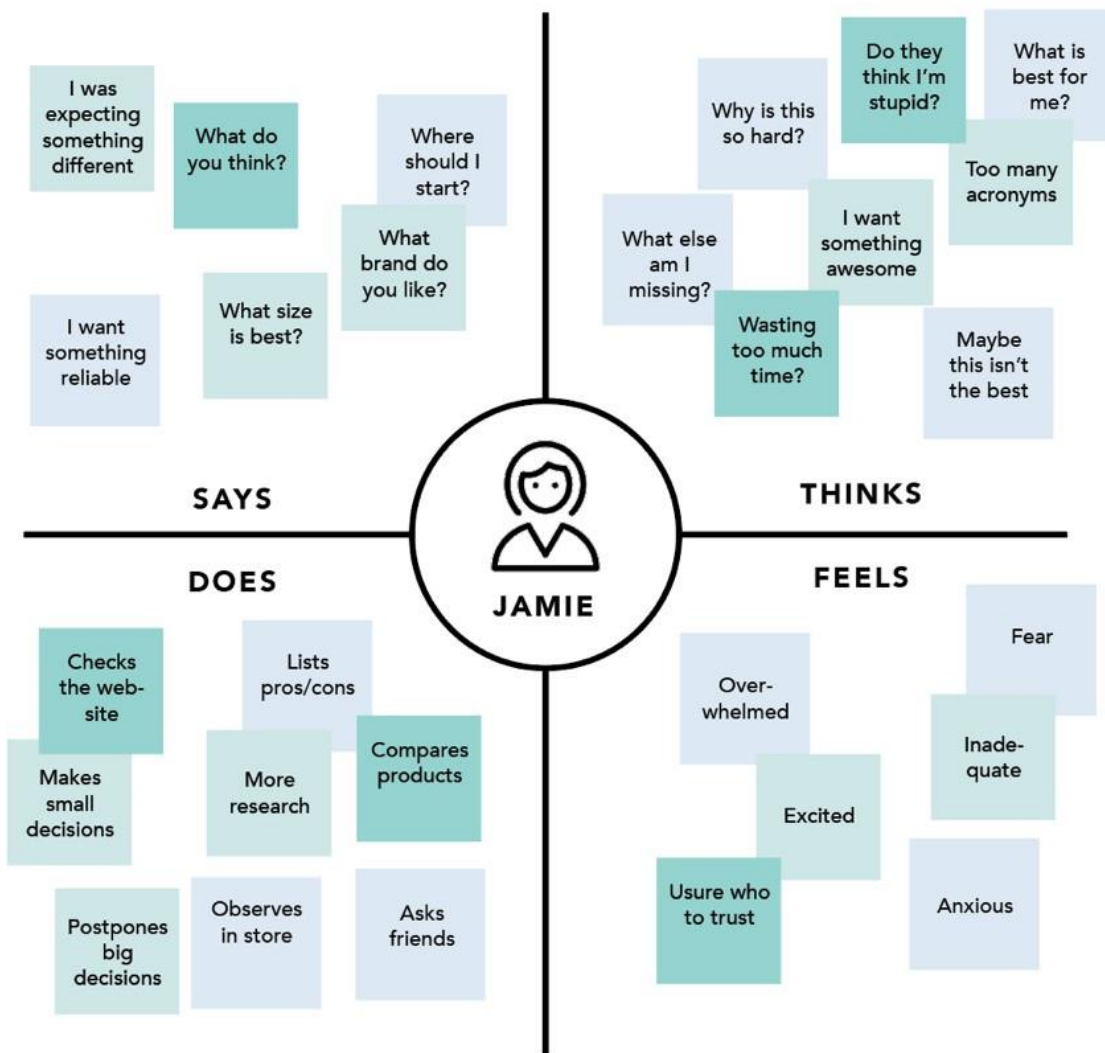 I was
expecting
something
different
What do
you think?
Where
should I
start?
What
brand do
you like?
What size
is best?
I want
something
reliable
SAYS
Do they
think I'm
stupid?
What is
best for
me?
Why is this
so hard?
Too many
acronyms
I want
something
awesome
What else
am I
missing?
Wasting
too much
time?
Maybe
this isn't
the best
THINKS
JAMIE
DOES
Checks
the web-
site
Lists
pros/cons
Compares
products
Makes
small
decisions
More
research
Postpones
big
decisions
Observes
in store
Asks
friends
FEELS
Fear
Over-
whelmed
Inade-
quate
Excited
Usure who
to trust
Anxious